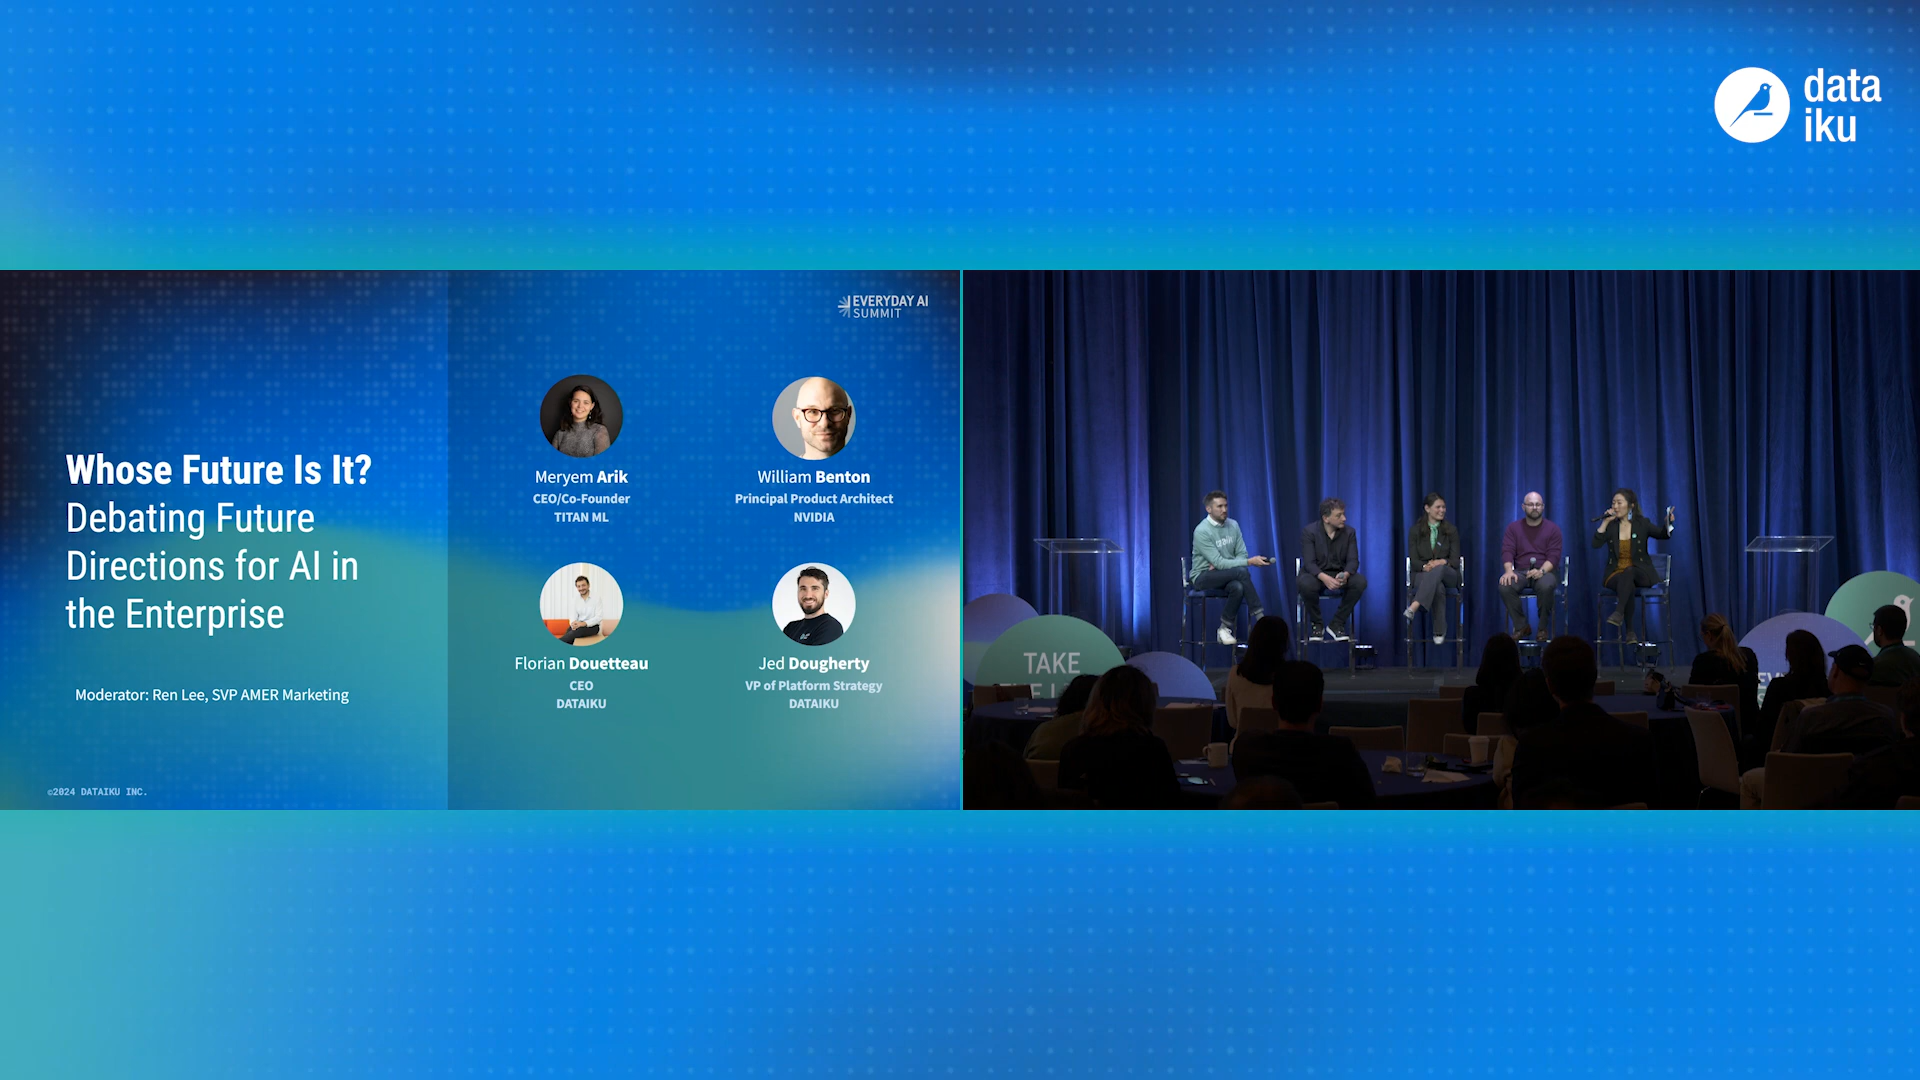 data
iku
EVERYDAY AI
SUMMIT
Whose Future Is It?
Debating Future
Directions for AI in
the Enterprise
Moderator: Ren Lee, SVP AMER Marketing
©2024 DATAIKU INC.
Meryem Arik
CEO/Co-Founder
TITAN ML
William Benton
Principal Product Architect
NVIDIA
Florian Douetteau
CEO
DATAIKU
Jed Dougherty
VP of Platform Strategy
DATAIKU
TAKE